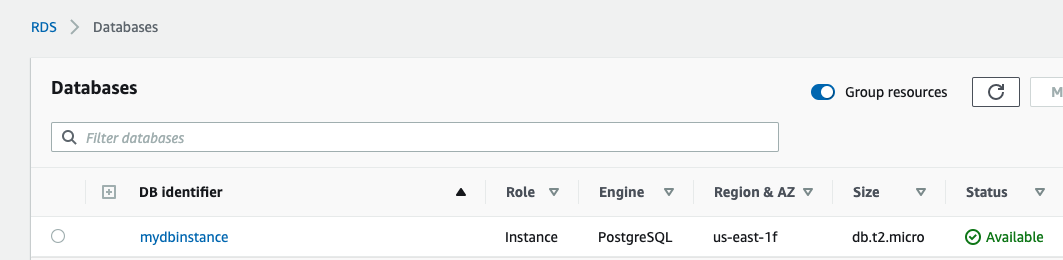 RDS > Databases
Databases
Group resources
Filter databases
DB identifier Role Engine Region & AZ Size Status
mydbinstance Instance PostgreSQL us-east-1f db.t2.micro Available